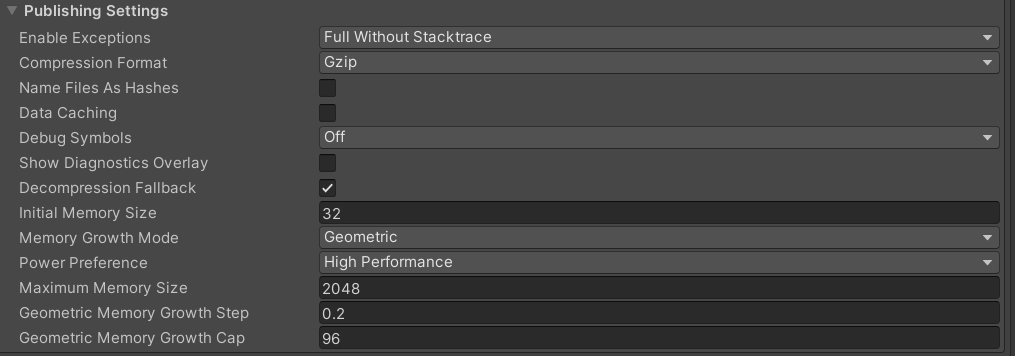 Publishing Settings
Enable Exceptions Full Without Stacktrace
Compression Format Gzip
Name Files As Hashes
Data Caching
Debug Symbols Off
Show Diagnostics Overlay
Decompression Fallback
Initial Memory Size 32
Memory Growth Mode Geometric
Power Preference High Performance
Maximum Memory Size 2048
Geometric Memory Growth Step 0.2
Geometric Memory Growth Cap 96